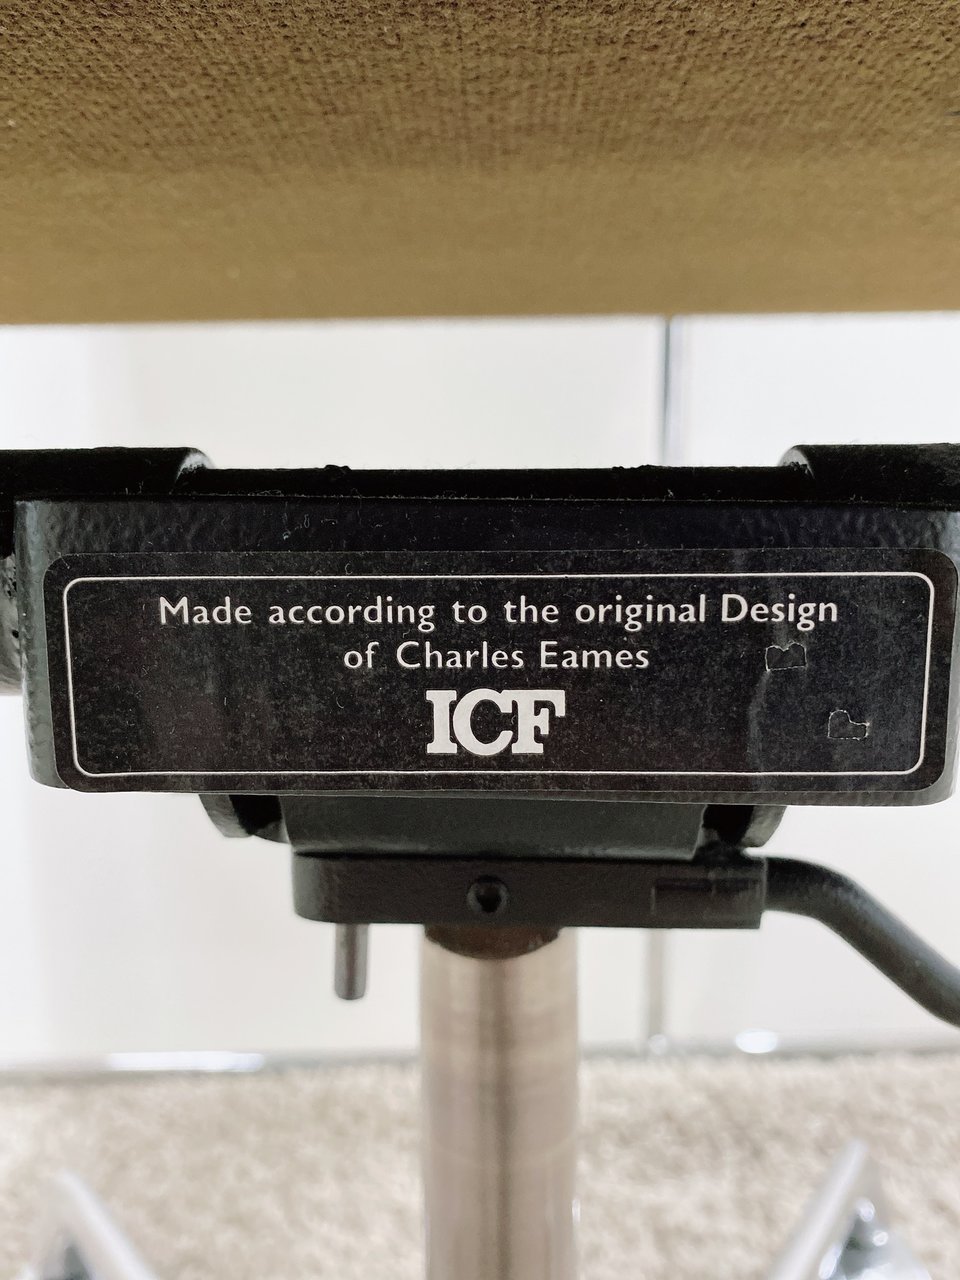 Made according to the original Design
of Charles Eames
ICF